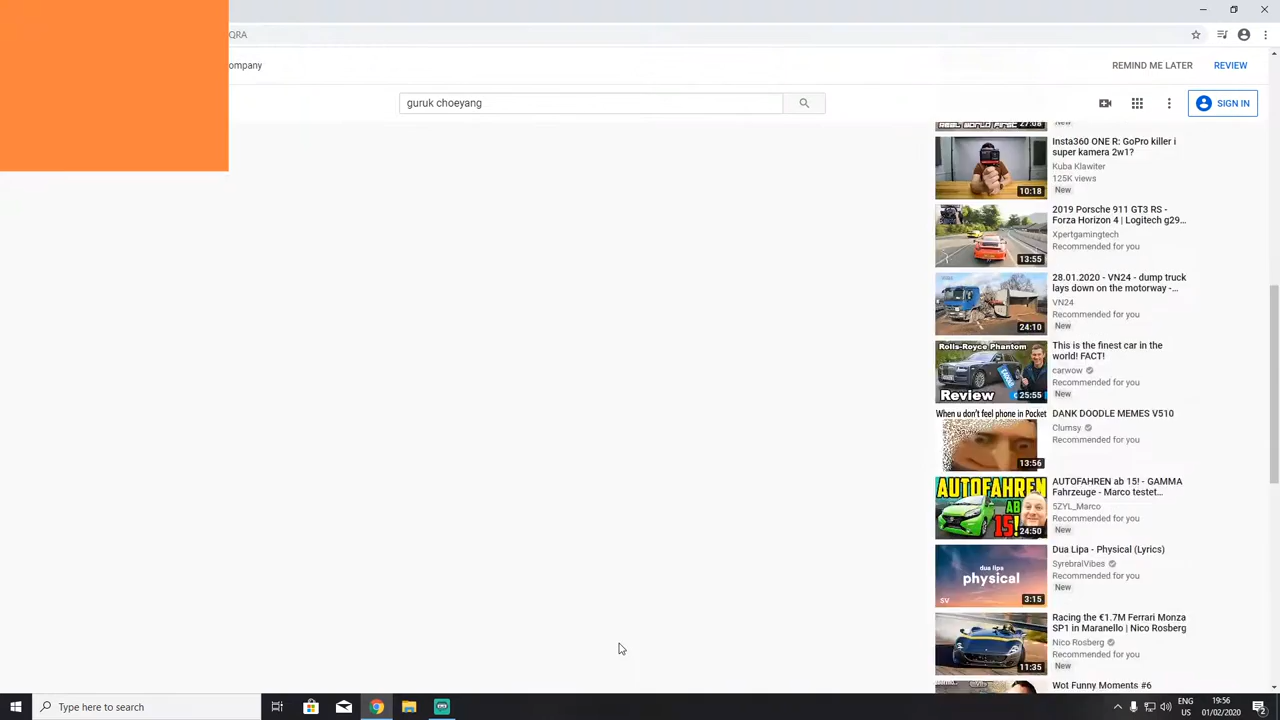 QRA
ompany
REMIND ME LATER
REVIEW
guruk choeyang
SIGN IN
27:08
New
Insta360 ONE R: GoPro killer i
super kamera 2w1?
Kuba Klawiter
125K views
New
10:18
2019 Porsche 911 GT3 RS -
Forza Horizon 4 | Logitech g29...
Xpertgamingtech
Recommended for you
13:55
28.01.2020 - VN24 - dump truck
lays down on the motorway -...
VN24
Recommended for you
New
24:10
Rolls-Royce Phantom
Review
25:55
This is the finest car in the
world! FACT!
carwow
Recommended for you
New
When u don't feel phone in Pocket
13:56
DANK DOODLE MEMES V510
Clumsy
Recommended for you
AUTOFAHREN
AB
15!
24:50
AUTOFAHREN ab 15! - GAMMA
Fahrzeuge - Marco testet...
5ZYL_Marco
Recommended for you
New
dua lipa
physical
SV
3:15
Dua Lipa - Physical (Lyrics)
SyrebralVibes
Recommended for you
New
11:35
Racing the €1.7M Ferrari Monza
SP1 in Maranello | Nico Rosberg
Nico Rosberg
New
Wot Funny Moments #6
Type here to search
ENG
US
19:56
01/02/2020
2